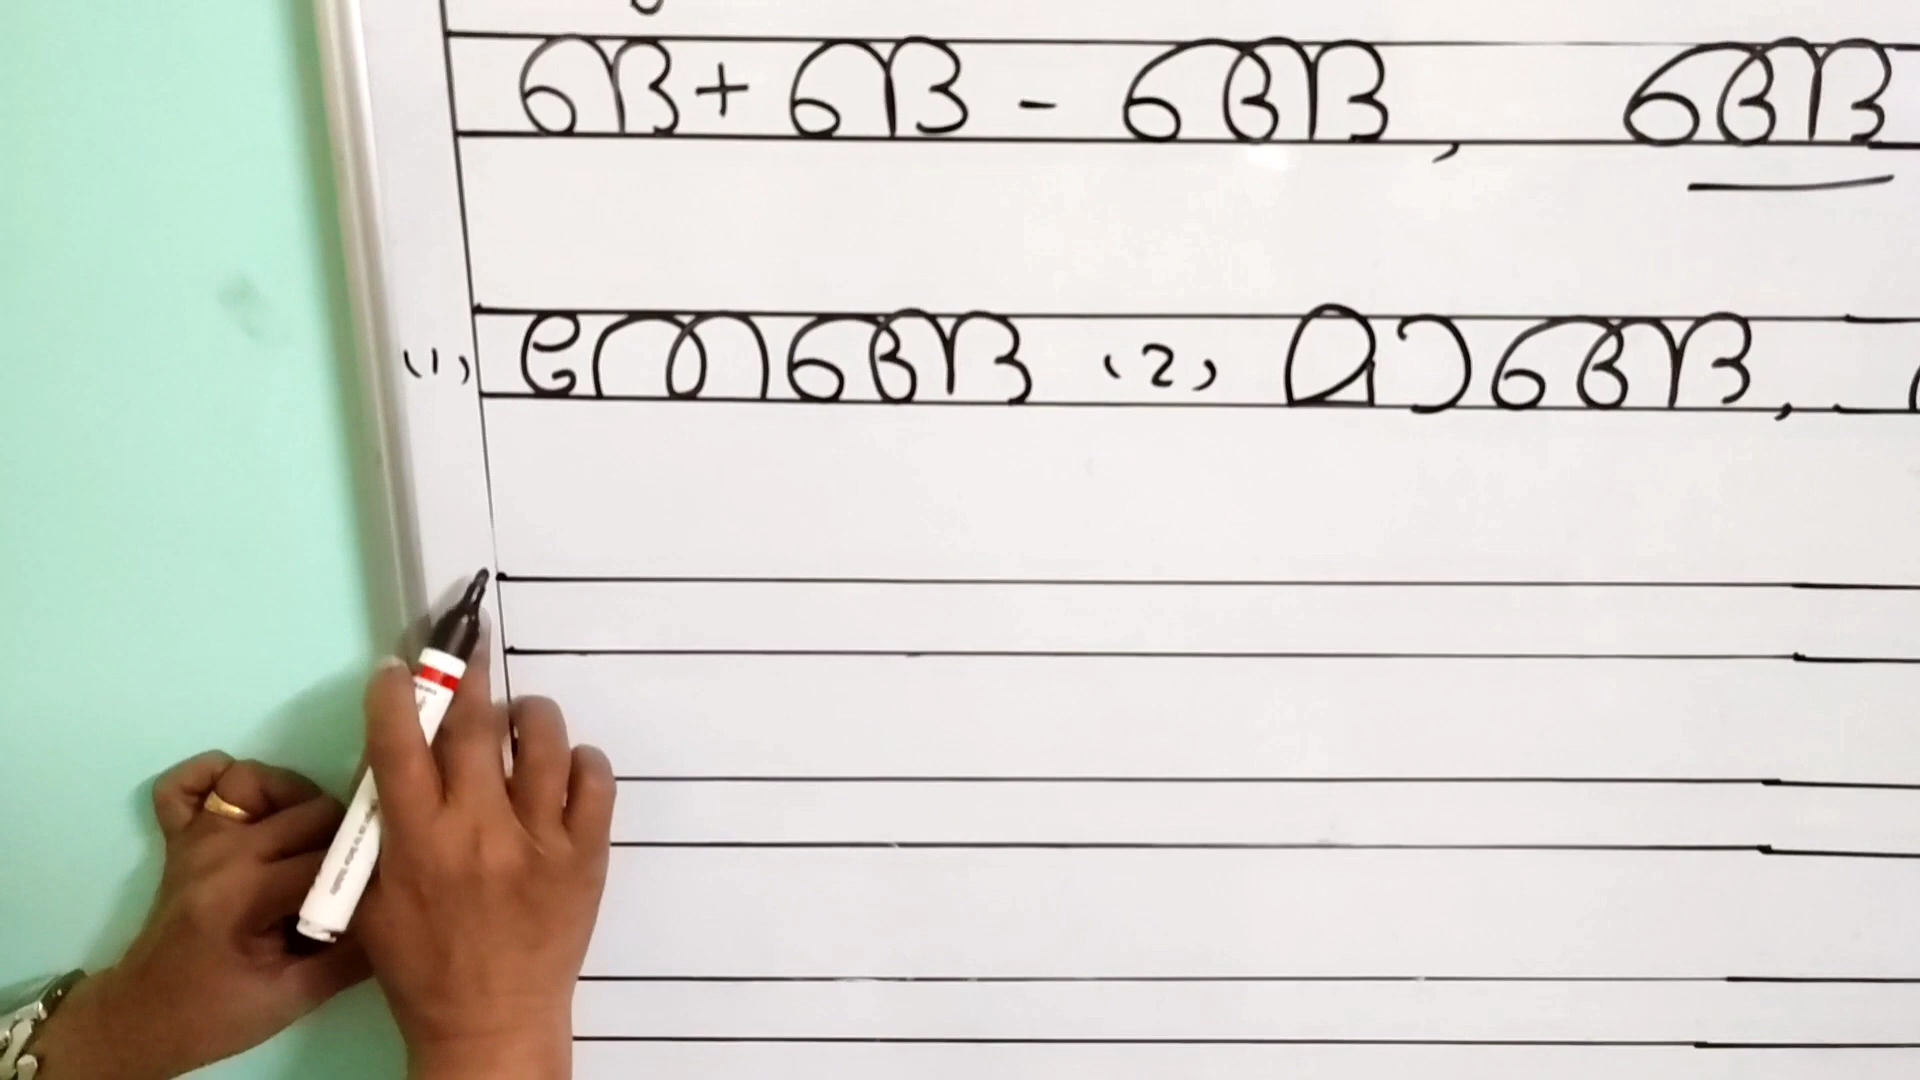 ഞ + ഞ - ഞ്ഞ, ഞ്ഞ
(1) തേഞ്ഞ (2) മാഞ്ഞ,